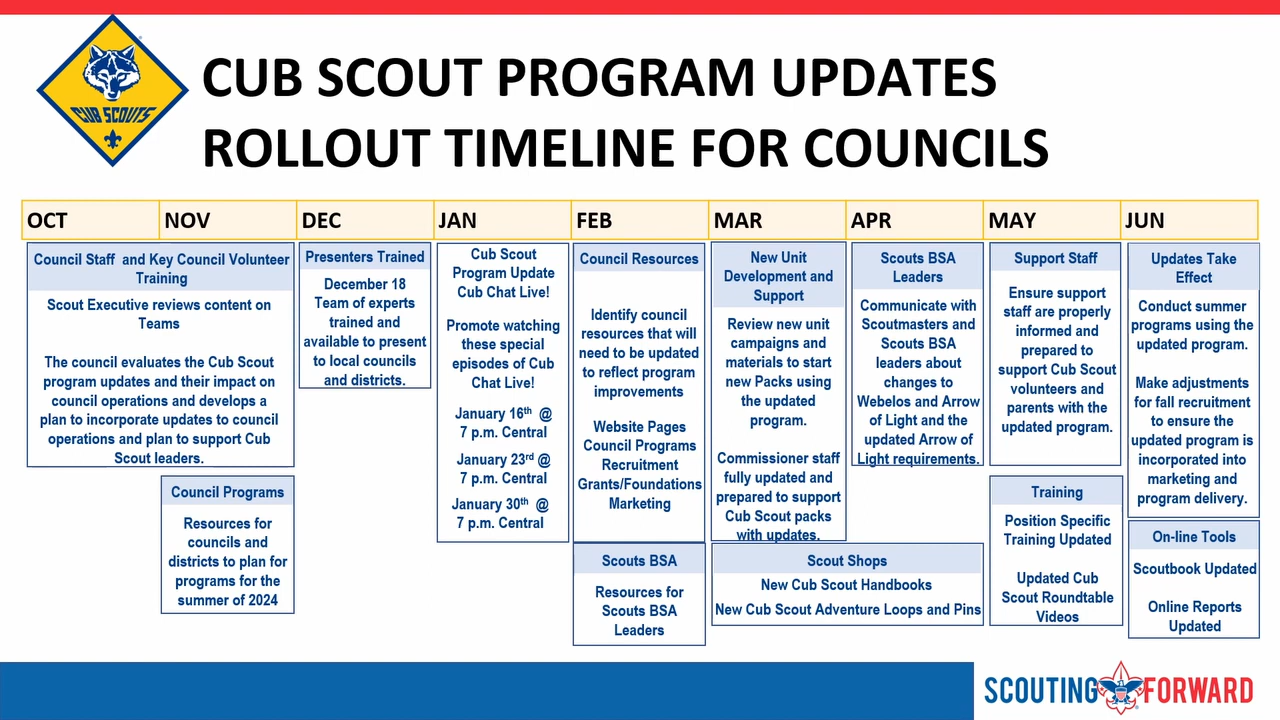 CUB SCOUTS
CUB SCOUT PROGRAM UPDATES
ROLLOUT TIMELINE FOR COUNCILS
OCT
NOV
DEC
JAN
FEB
MAR
APR
MAY
JUN
Council Staff and Key Council Volunteer
Training
Scout Executive reviews content on
Teams
The council evaluates the Cub Scout
program updates and their impact on
council operations and develops a
plan to incorporate updates to council
operations and plan to support Cub
Scout leaders.
Council Programs
Resources for
councils and
districts to plan for
programs for the
summer of 2024
Presenters Trained
December 18
Team of experts
trained and
available to present
to local councils
and districts.
Cub Scout
Program Update
Cub Chat Live!
Promote watching
these special
episodes of Cub
Chat Live!
January 16th @
7 p.m. Central
January 23rd @
7 p.m. Central
January 30th @
7 p.m. Central
Council Resources
Identify council
resources that will
need to be updated
to reflect program
improvements
Website Pages
Council Programs
Recruitment
Grants/Foundations
Marketing
Scouts BSA
Resources for
Scouts BSA
Leaders
New Unit
Development and
Support
Review new unit
campaigns and
materials to start
new Packs using
the updated
program.
Commissioner staff
fully updated and
prepared to support
Cub Scout packs
with updates.
Scouts BSA
Leaders
Communicate with
Scoutmasters and
Scouts BSA
leaders about
changes to
Webelos and Arrow
of Light and the
updated Arrow of
Light requirements.
Scout Shops
New Cub Scout Handbooks
New Cub Scout Adventure Loops and Pins
Support Staff
Ensure support
staff are properly
informed and
prepared to
support Cub Scout
volunteers and
parents with the
updated program.
Training
Position Specific
Training Updated
Updated Cub
Scout Roundtable
Videos
Updates Take
Effect
Conduct summer
programs using the
updated program.
Make adjustments
for fall recruitment
to ensure the
updated program is
incorporated into
marketing and
program delivery.
On-line Tools
Scoutbook Updated
Online Reports
Updated
SCOUTING FORWARD